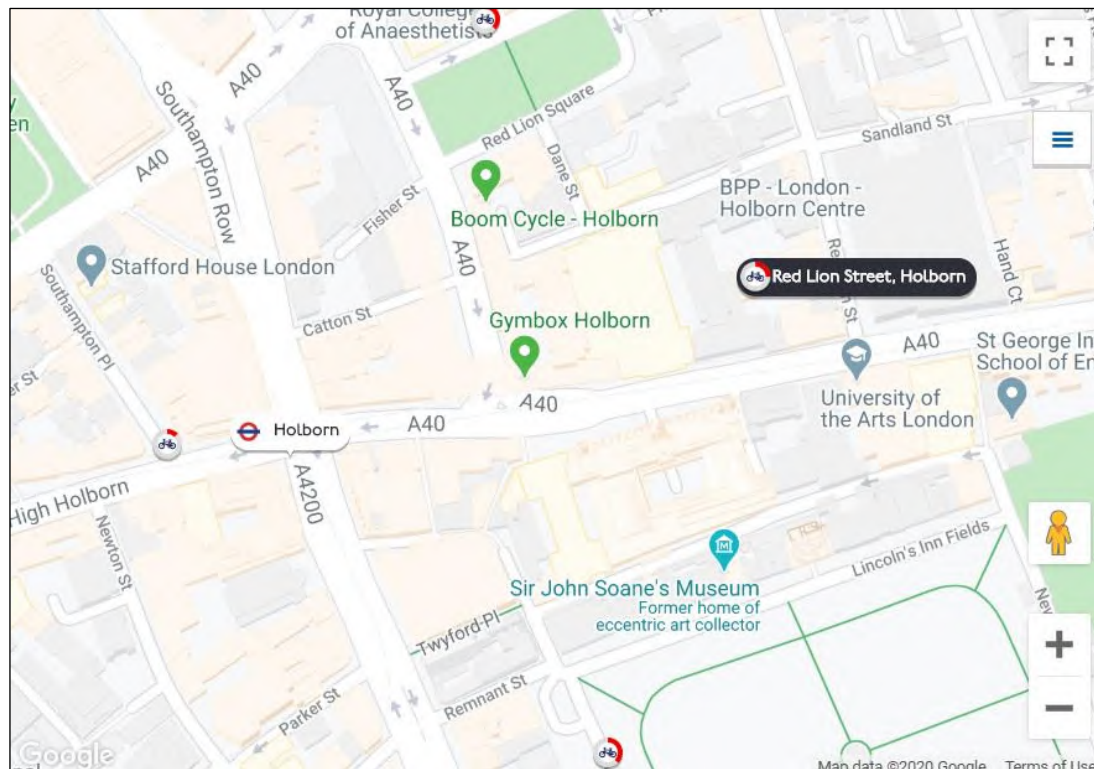 Royal College
of Anaesthetists
A40
A40
A40
Southampton Row
Red Lion Square
Sandland St
Dane St
Fisher St
BPP - London -
Holborn Centre
Boom Cycle - Holborn
Hand Ct
Stafford House London
Southampton Pl
A40
Red Lion Street, Holborn
Catton St
Gymbox Holborn
A40
St George In
School of En
University of
the Arts London
A40
A40
Holborn
High Holborn
A4200
Newton St
Lincoln's Inn Fields
Sir John Soane's Museum
Former home of
eccentric art collector
Twyford Pl
Remnant St
Parker St
Google
Map data ©2020 Google
Terms of Use